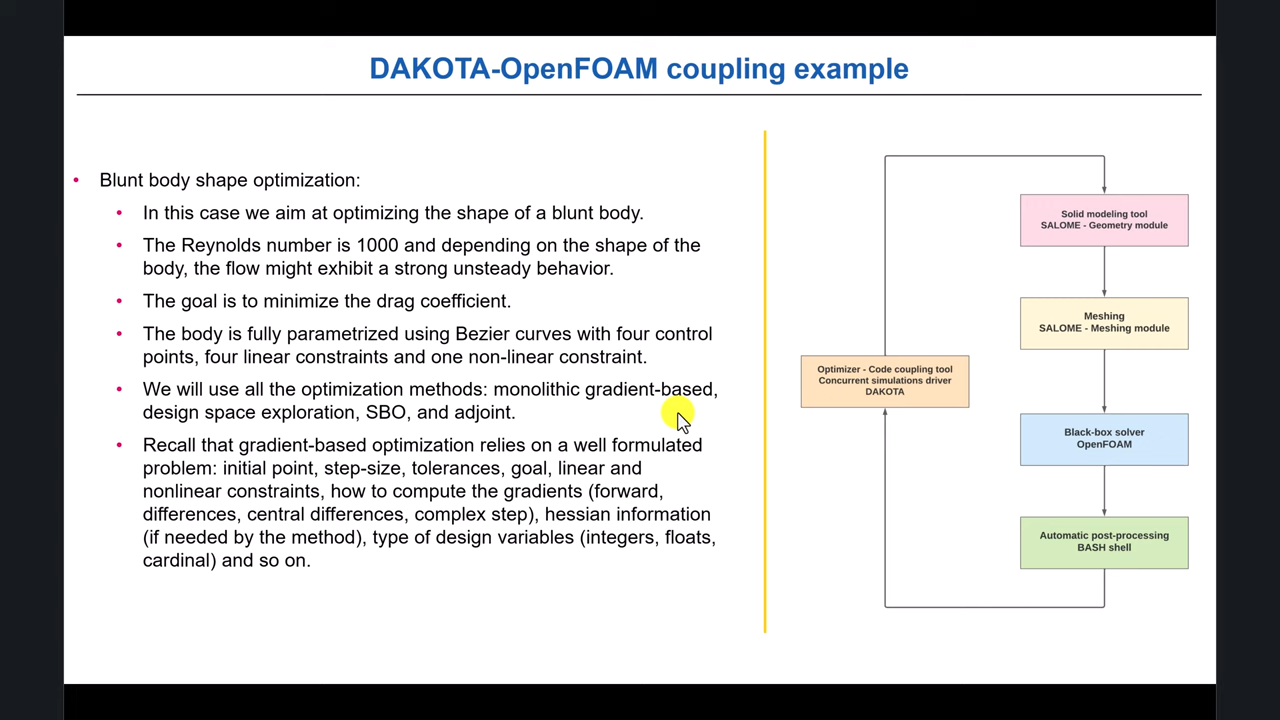 DAKOTA-OpenFOAM coupling example
• Blunt body shape optimization:
• In this case we aim at optimizing the shape of a blunt body.
• The Reynolds number is 1000 and depending on the shape of the
body, the flow might exhibit a strong unsteady behavior.
• The goal is to minimize the drag coefficient.
• The body is fully parametrized using Bezier curves with four control
points, four linear constraints and one non-linear constraint.
• We will use all the optimization methods: monolithic gradient-based,
design space exploration, SBO, and adjoint.
• Recall that gradient-based optimization relies on a well formulated
problem: initial point, step-size, tolerances, goal, linear and
nonlinear constraints, how to compute the gradients (forward,
differences, central differences, complex step), hessian information
(if needed by the method), type of design variables (integers, floats,
cardinal) and so on.
Solid modeling tool
SALOME - Geometry module
Meshing
SALOME - Meshing module
Optimizer - Code coupling tool
Concurrent simulations driver
DAKOTA
Black-box solver
OpenFOAM
Automatic post-processing
BASH shell